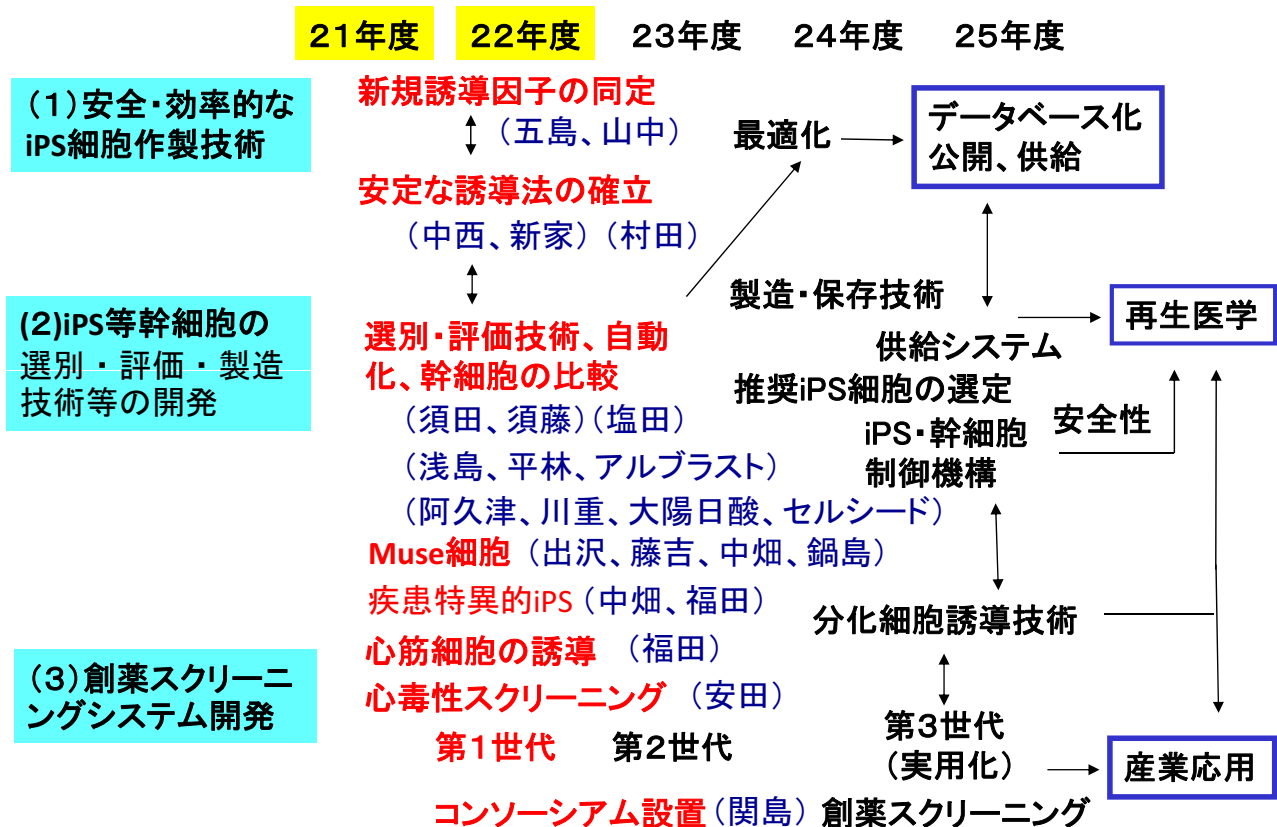 21年度 22年度 23年度 24年度 25年度
(1)安全・効率的な
iPS細胞作製技術
新規誘導因子の同定
(五島、山中)
安定な誘導法の確立
(中西、新家)(村田)
最適化
データベース化
公開、供給
(2)iPS等幹細胞の
選別・評価・製造
技術等の開発
選別・評価技術、自動
化、幹細胞の比較
(須田、須藤)(塩田)
(浅島、平林、アルブラスト)
(阿久津、川重、大陽日酸、セルシード)
Muse細胞(出沢、藤吉、中畑、鍋島)
疾患特異的iPS(中畑、福田)
製造・保存技術
供給システム
推奨iPS細胞の選定
iPS・幹細胞
制御機構
安全性
再生医学
分化細胞誘導技術
(3)創薬スクリーニ
ングシステム開発
心筋細胞の誘導 (福田)
心毒性スクリーニング (安田)
第1世代 第2世代
第3世代
(実用化)
産業応用
コンソーシアム設置(関島) 創薬スクリーニング